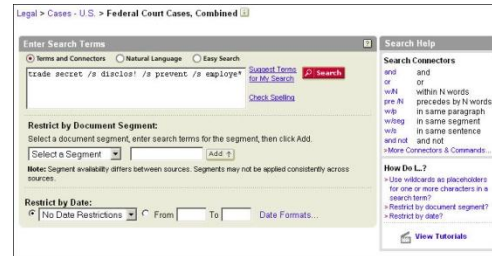 Legal > Cases - U.S. > Federal Court Cases, Combined
Enter Search Terms
Terms and Connectors Natural Language Easy Search
trade secret /s disclos! /s prevent /s employe*
Suggest Terms
for My Search
Search
Check Spelling
Restrict by Document Segment:
Select a document segment, enter search terms for the segment, then click Add.
Select a Segment Add
Note: Segment availability differs between sources. Segments may not be applied consistently across
sources.
Restrict by Date:
No Date Restrictions From To Date Formats...
Search Help
Search Connectors
and and
or or
w/N within N words
pre /N precedes by N words
w/p in same paragraph
w/seg in same segment
w/s in same sentence
and not and not
>More Connectors & Commands...
How Do I...?
>Use wildcards as placeholders
for one or more characters in a
search term?
>Restrict by document segment?
>Restrict by date?
View Tutorials